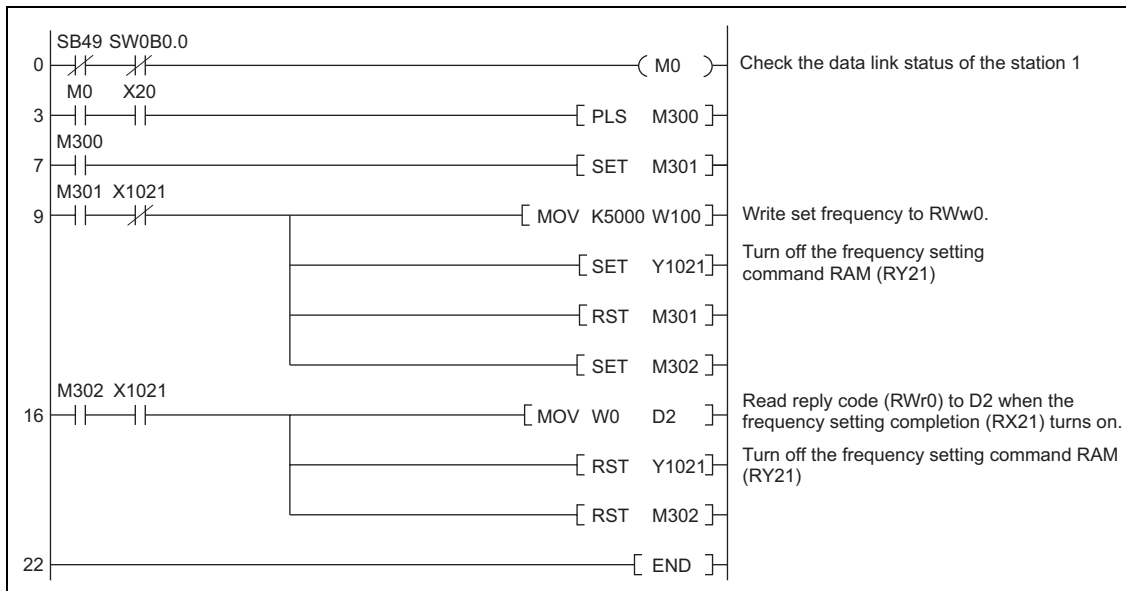 SB49 SW0B0.0
0 M0 Check the data link status of the station 1
M0 X20
3 PLS M300
M300
7 SET M301
M301 X1021
9 MOV K5000 W100 Write set frequency to RWw0.
SET Y1021 Turn off the frequency setting
command RAM (RY21)
RST M301
SET M302
M302 X1021
16 MOV W0 D2 Read reply code (RWr0) to D2 when the
frequency setting completion (RX21) turns on.
RST Y1021 Turn off the frequency setting command RAM
(RY21)
RST M302
22 END